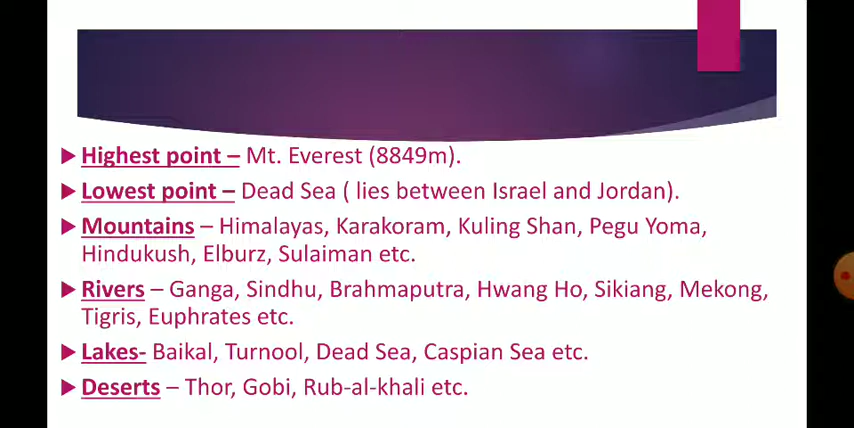 Highest point – Mt. Everest (8849m).
Lowest point – Dead Sea ( lies between Israel and Jordan).
Mountains – Himalayas, Karakoram, Kuling Shan, Pegu Yoma,
Hindukush, Elburz, Sulaiman etc.
Rivers – Ganga, Sindhu, Brahmaputra, Hwang Ho, Sikiang, Mekong,
Tigris, Euphrates etc.
Lakes- Baikal, Turnool, Dead Sea, Caspian Sea etc.
Deserts – Thor, Gobi, Rub-al-khali etc.